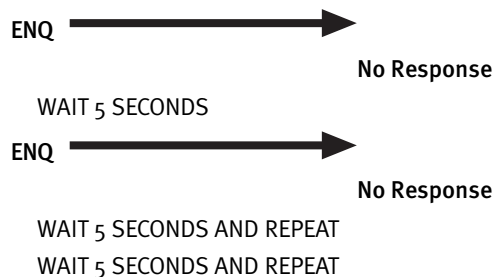 ENQ
No Response
WAIT 5 SECONDS
ENQ
No Response
WAIT 5 SECONDS AND REPEAT
WAIT 5 SECONDS AND REPEAT